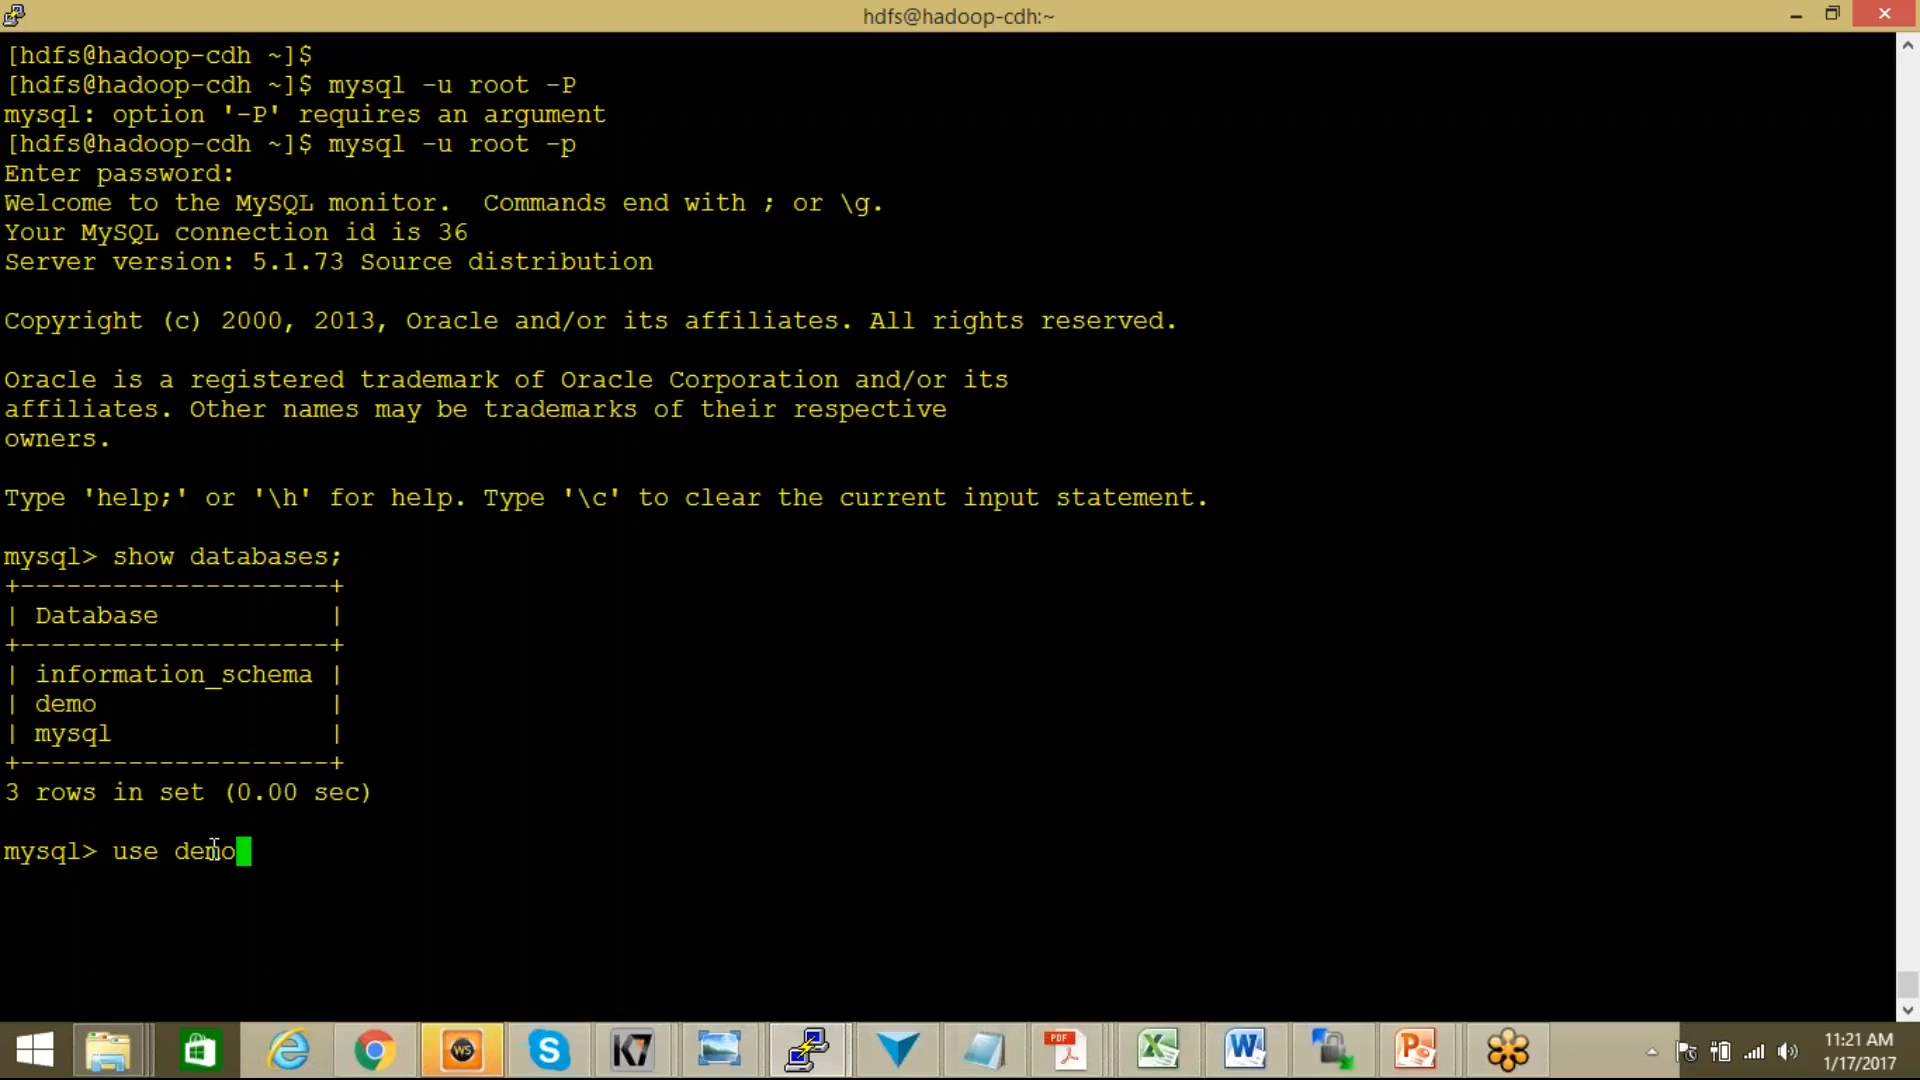 hdfs@hadoop-cdh:~
[hdfs@hadoop-cdh ~]$
[hdfs@hadoop-cdh ~]$ mysql -u root -P
mysql: option '-P' requires an argument
[hdfs@hadoop-cdh ~]$ mysql -u root -p
Enter password:
Welcome to the MySQL monitor.  Commands end with ; or \g.
Your MySQL connection id is 36
Server version: 5.1.73 Source distribution
Copyright (c) 2000, 2013, Oracle and/or its affiliates. All rights reserved.
Oracle is a registered trademark of Oracle Corporation and/or its
affiliates. Other names may be trademarks of their respective
owners.
Type 'help;' or '\h' for help. Type '\c' to clear the current input statement.
mysql> show databases;
+--------------------+
| Database           |
+--------------------+
| information_schema |
| demo               |
| mysql              |
+--------------------+
3 rows in set (0.00 sec)
mysql> use demo
WS
K7
PDF
11:21 AM
1/17/2017